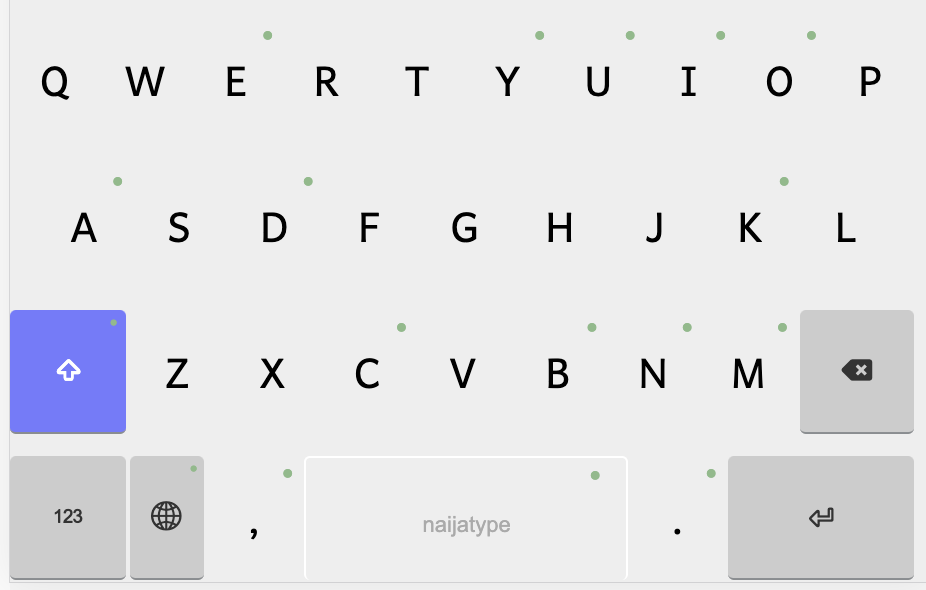 Q W E R T Y U I O P
A S D F G H J K L
Z X C V B N M
123 , naijatype .